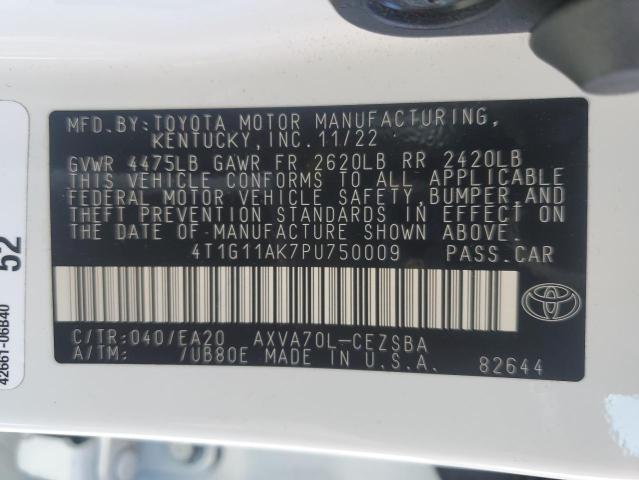 MFD.BY:TOYOTA MOTOR MANUFACTURING,
KENTUCKY,INC.11/22
GVWR 4475LB GAWR FR 2620LB RR 2420LB
THIS VEHICLE CONFORMS TO ALL APPLICABLE
FEDERAL MOTOR VEHICLE SAFETY,BUMPER,AND
THEFT PREVENTION STANDARDS IN EFFECT ON
THE DATE OF MANUFACTURE SHOWN ABOVE.
4T1G11AK7PU750009 PASS.CAR
C/TR:040/EA20 AXVA70L-CEZSBA
A/TM: /UB80E MADE IN U.S.A. 82644
52
42661-06B40